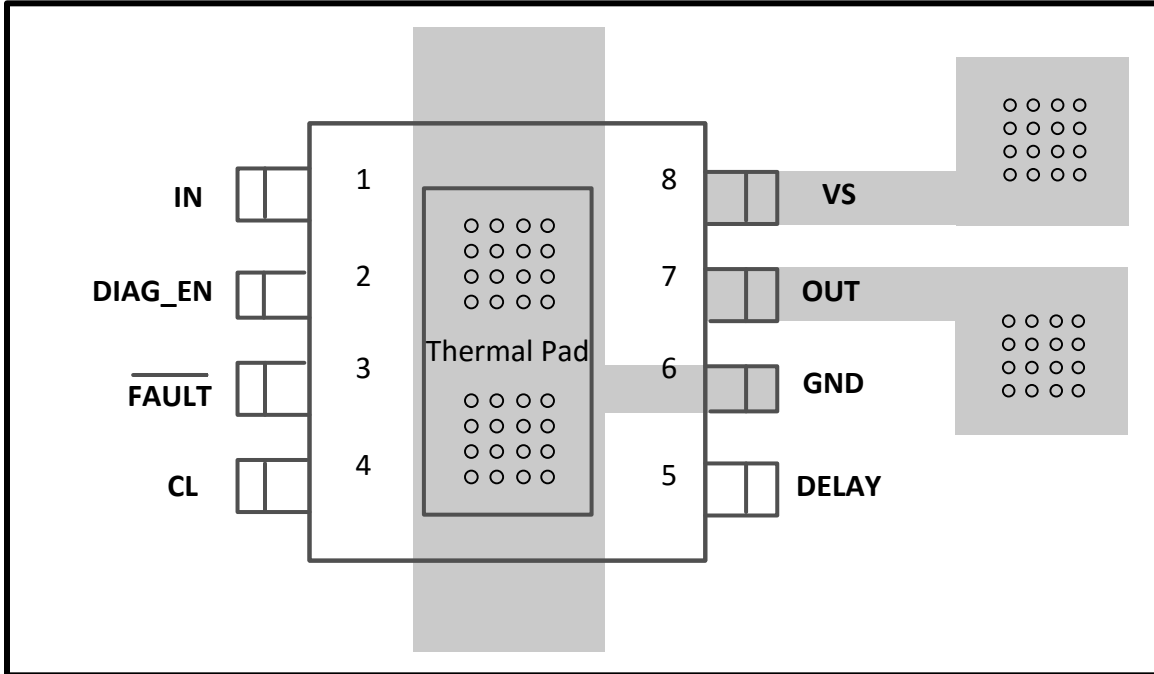 IN 1 8 VS
DIAG_EN 2 7 OUT
Thermal Pad
FAULT 3 6 GND
CL 4 5 DELAY